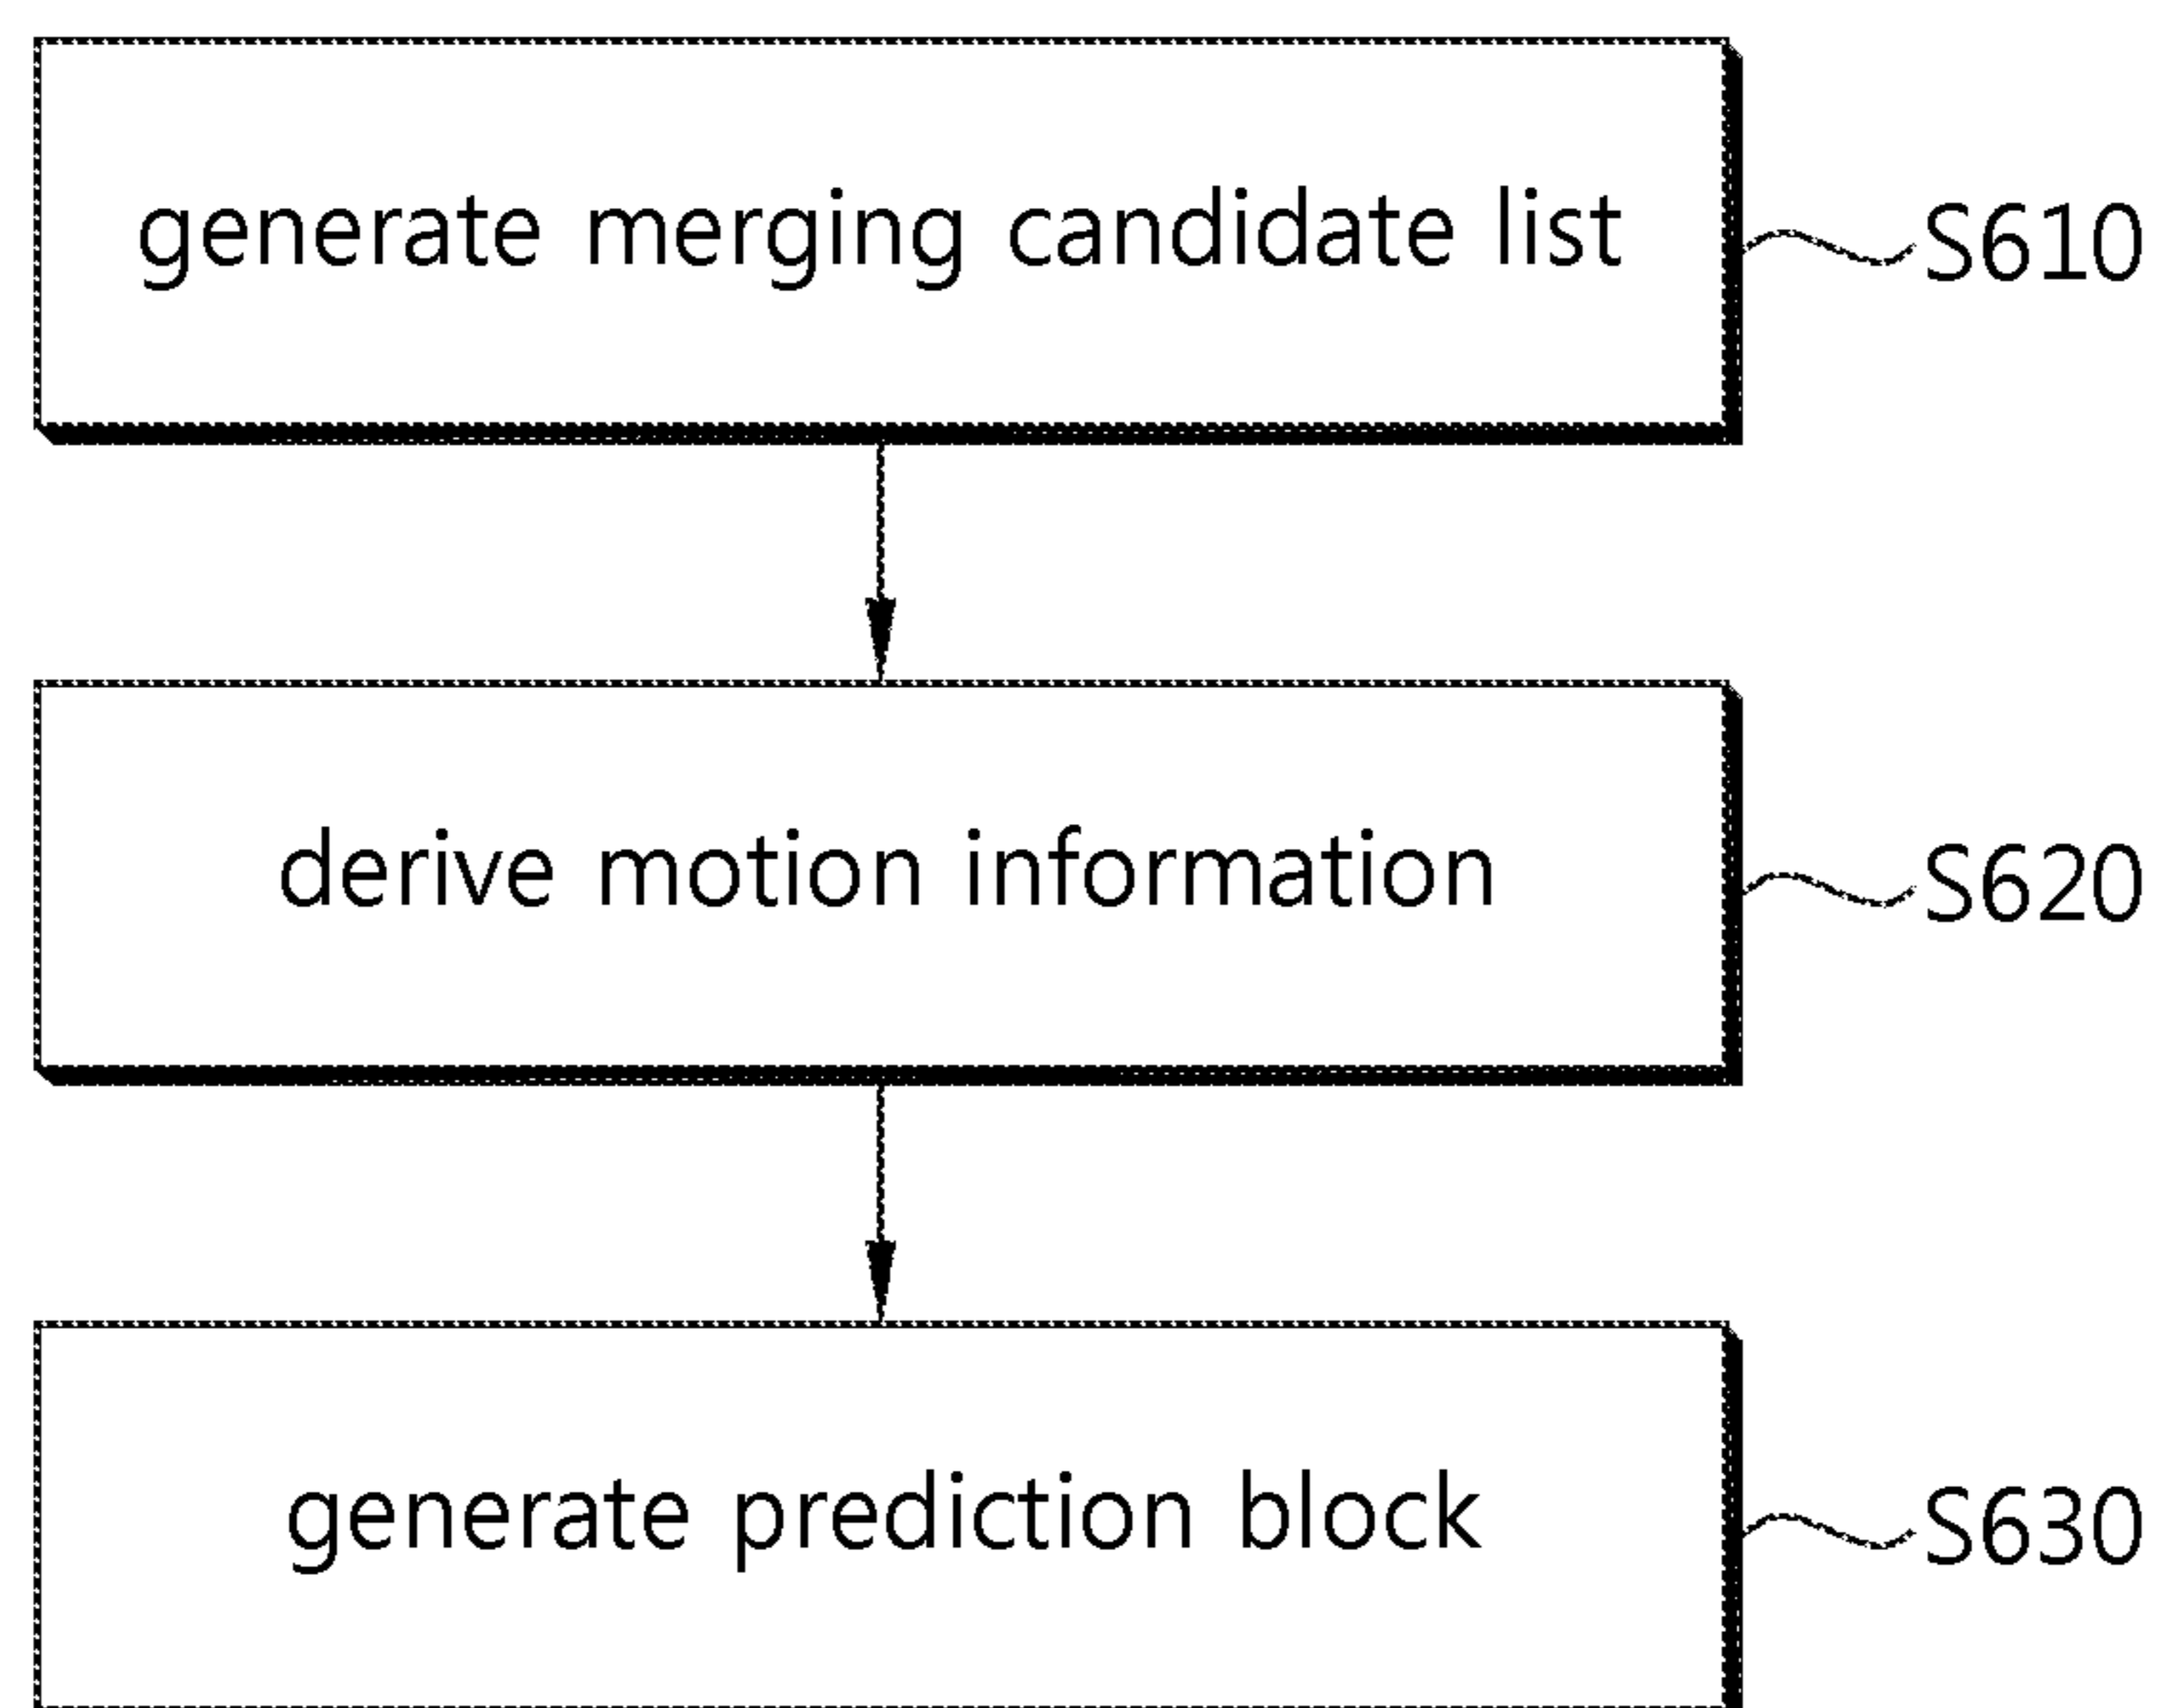 generate merging candidate list
S610
derive motion information
S620
generate prediction block
S630